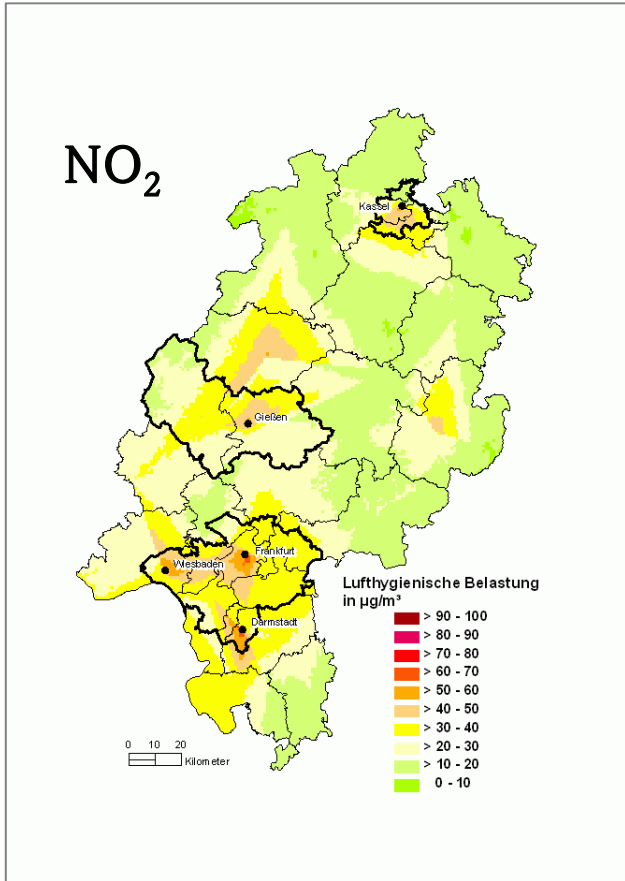 NO₂
Kassel
Gießen
Frankfurt
Wiesbaden
Darmstadt
Lufthygienische Belastung
in µg/m³
> 90 - 100
> 80 - 90
> 70 - 80
> 60 - 70
> 50 - 60
> 40 - 50
> 30 - 40
> 20 - 30
> 10 - 20
0 - 10
0 10 20
Kilometer